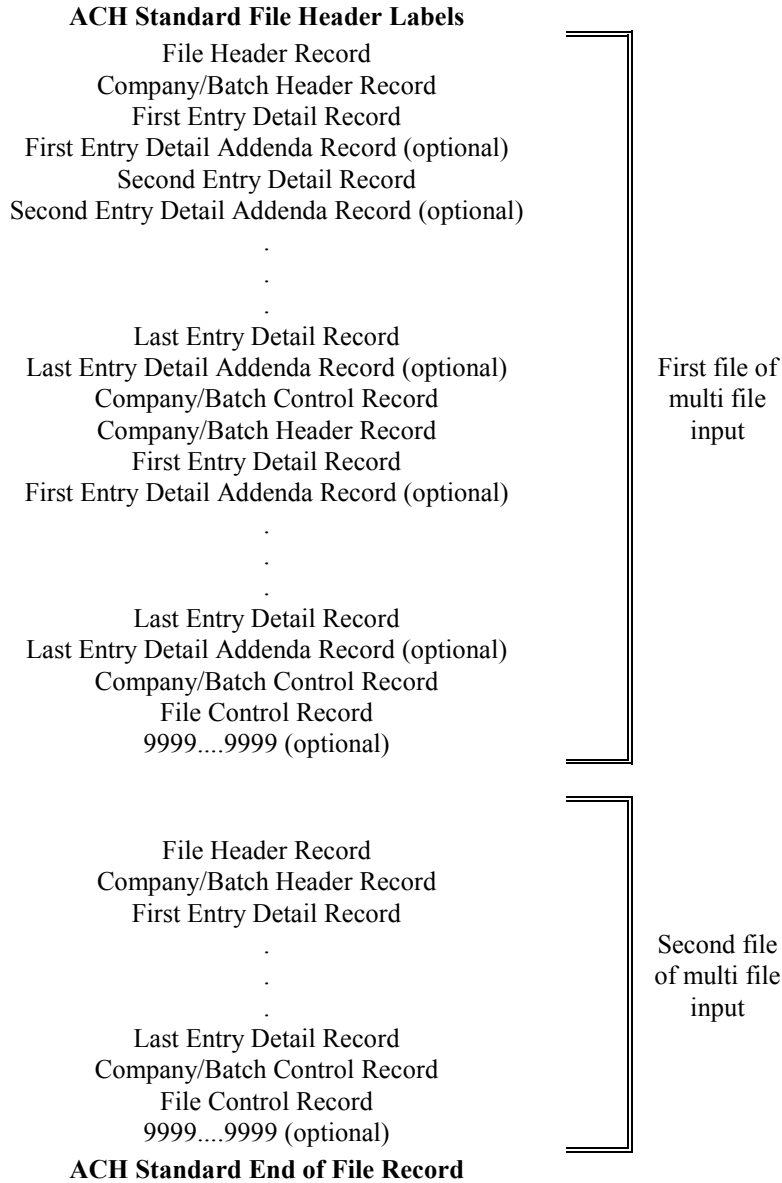 ACH Standard File Header Labels
File Header Record
Company/Batch Header Record
First Entry Detail Record
First Entry Detail Addenda Record (optional)
Second Entry Detail Record
Second Entry Detail Addenda Record (optional)
.
.
.
Last Entry Detail Record
Last Entry Detail Addenda Record (optional)
Company/Batch Control Record
Company/Batch Header Record
First Entry Detail Record
First Entry Detail Addenda Record (optional)
.
.
.
Last Entry Detail Record
Last Entry Detail Addenda Record (optional)
Company/Batch Control Record
File Control Record
9999....9999 (optional)
First file of
multi file
input
File Header Record
Company/Batch Header Record
First Entry Detail Record
.
.
.
Last Entry Detail Record
Company/Batch Control Record
File Control Record
9999....9999 (optional)
Second file
of multi file
input
ACH Standard End of File Record